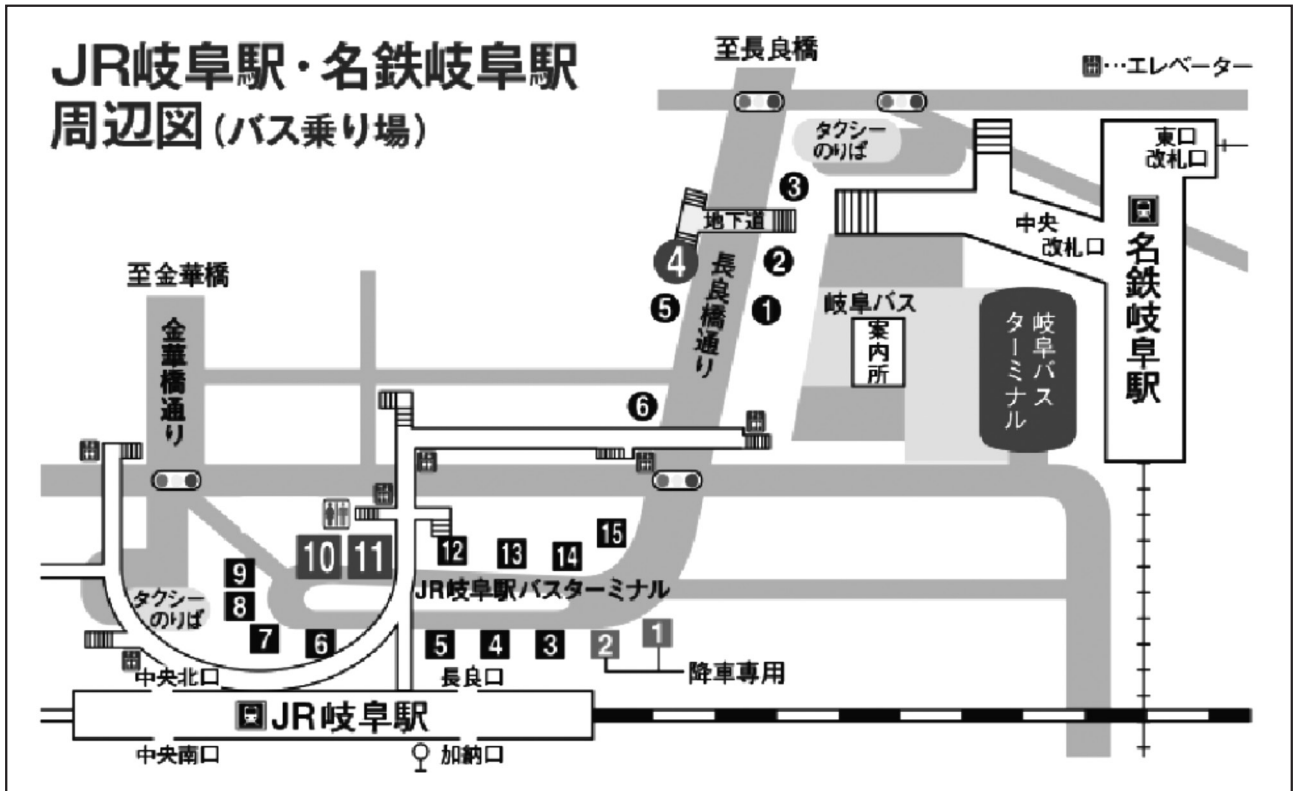 JR岐阜駅・名鉄岐阜駅
周辺図(バス乗り場)
至長良橋
…エレベーター
タクシー
のりば
東口
改札口
❸
地下道
中央
改札口
名鉄岐阜駅
4
❷
長良橋通り
❺
❶
岐阜バス
案内所
岐阜バス
ターミナル
至金華橋
金華橋通り
❻
15
10
11
12
13
14
9
8
JR岐阜駅バスターミナル
タクシー
のりば
7
6
5
4
3
2
1
降車専用
中央北口
長良口
JR岐阜駅
中央南口
加納口